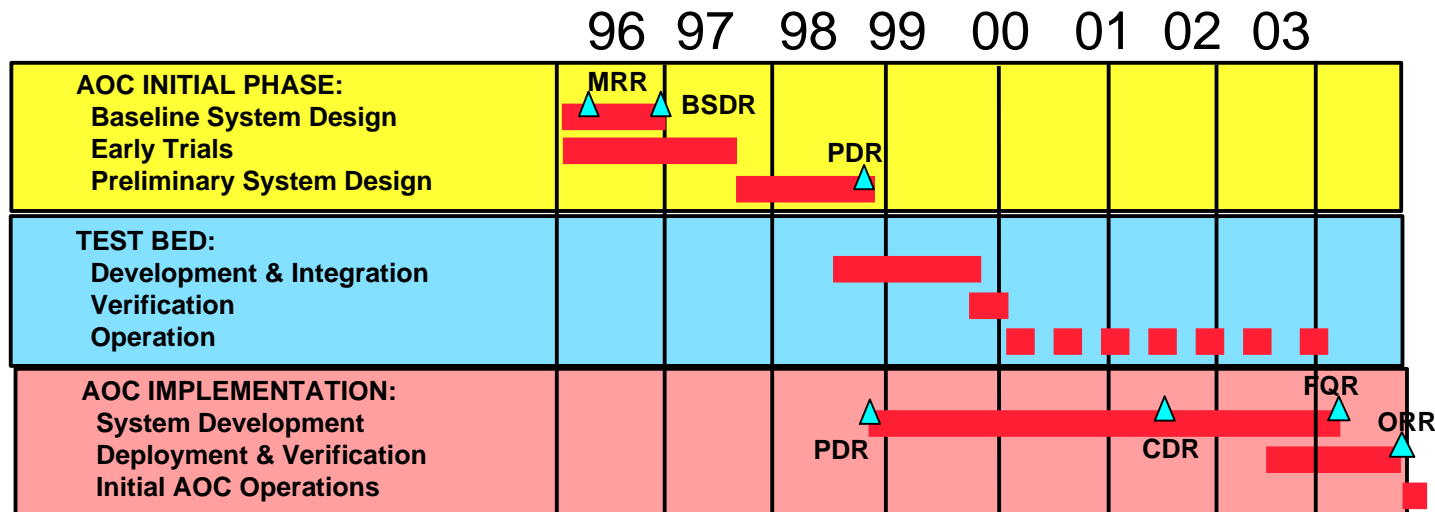 96 97 98 99 00 01 02 03
AOC INITIAL PHASE:
MRR
Baseline System Design
BSDR
Early Trials
PDR
Preliminary System Design
TEST BED:
Development & Integration
Verification
Operation
AOC IMPLEMENTATION:
FQR
System Development
ORR
PDR
CDR
Deployment & Verification
Initial AOC Operations